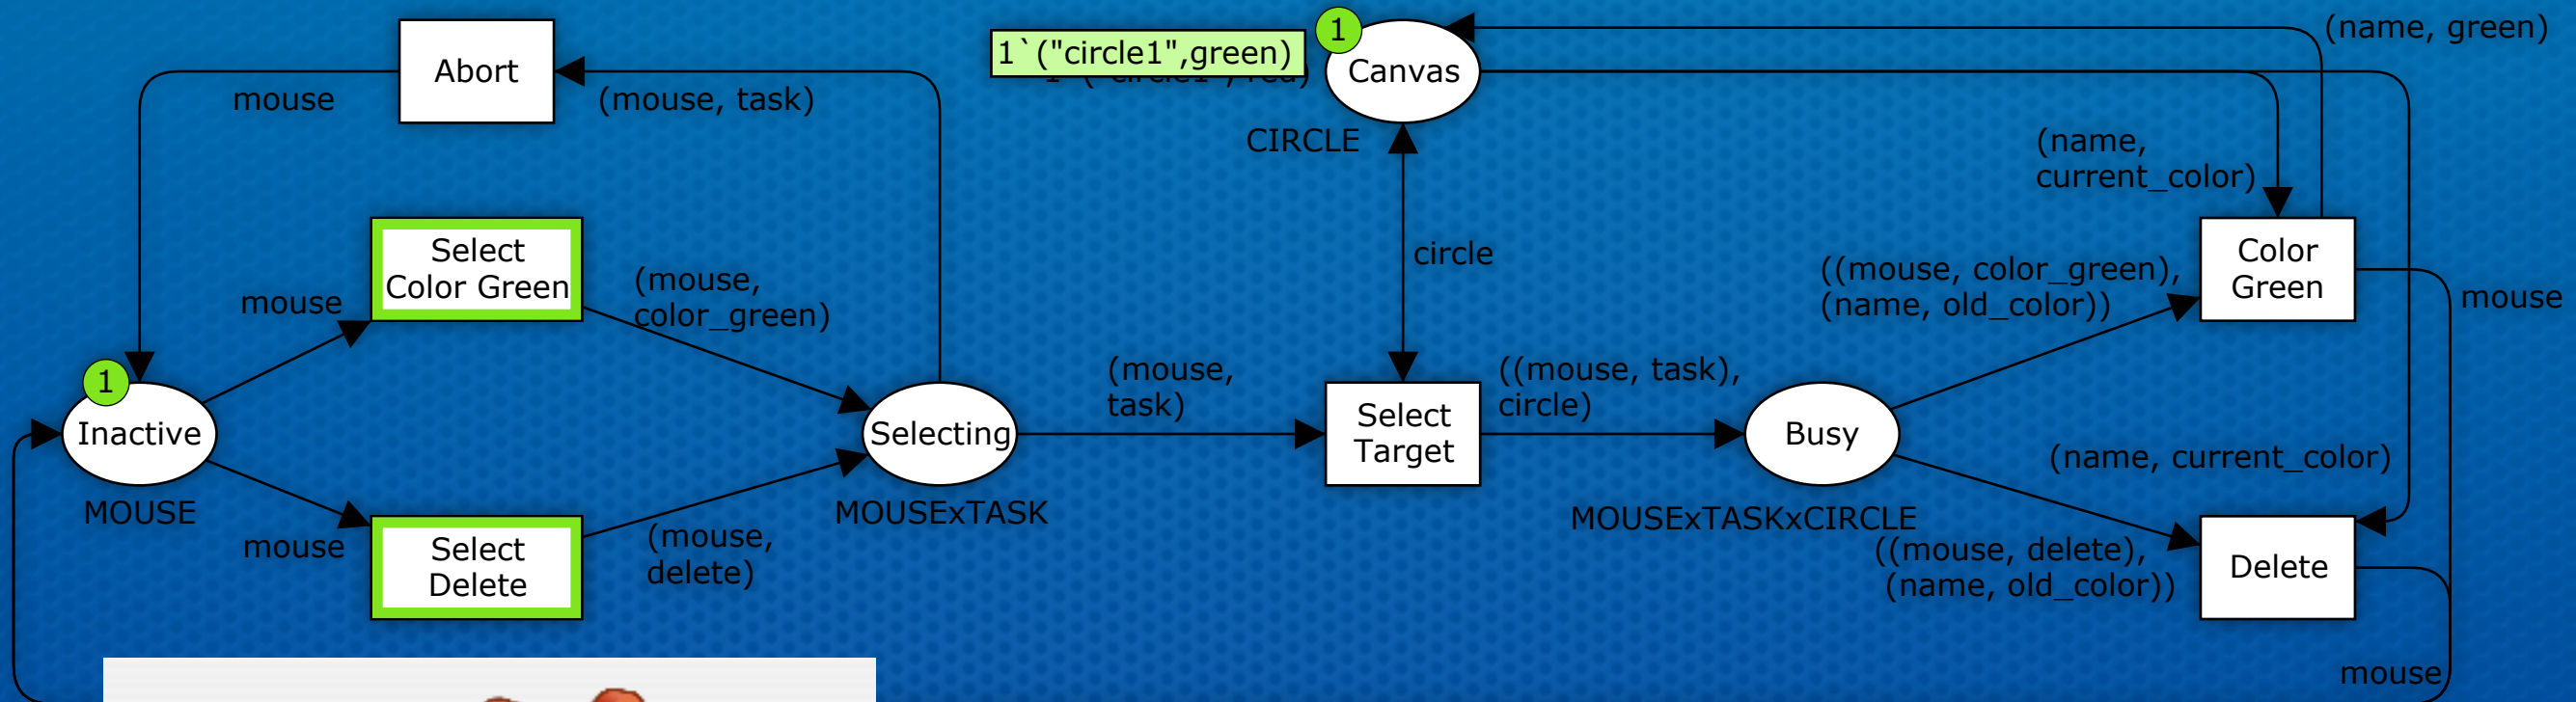 1
1`("circle1",green)
(name, green)
Abort
Canvas
mouse
(mouse, task)
CIRCLE
(name,
current_color)
Select
Color Green
(mouse,
color_green)
mouse
circle
Color
Green
((mouse, color_green),
(name, old_color))
mouse
1
Inactive
MOUSE
Selecting
MOUSExTASK
(mouse,
task)
Select
Target
((mouse, task),
circle)
Busy
MOUSExTASKxCIRCLE
(name, current_color)
mouse
Select
Delete
(mouse,
delete)
((mouse, delete),
(name, old_color))
Delete
mouse